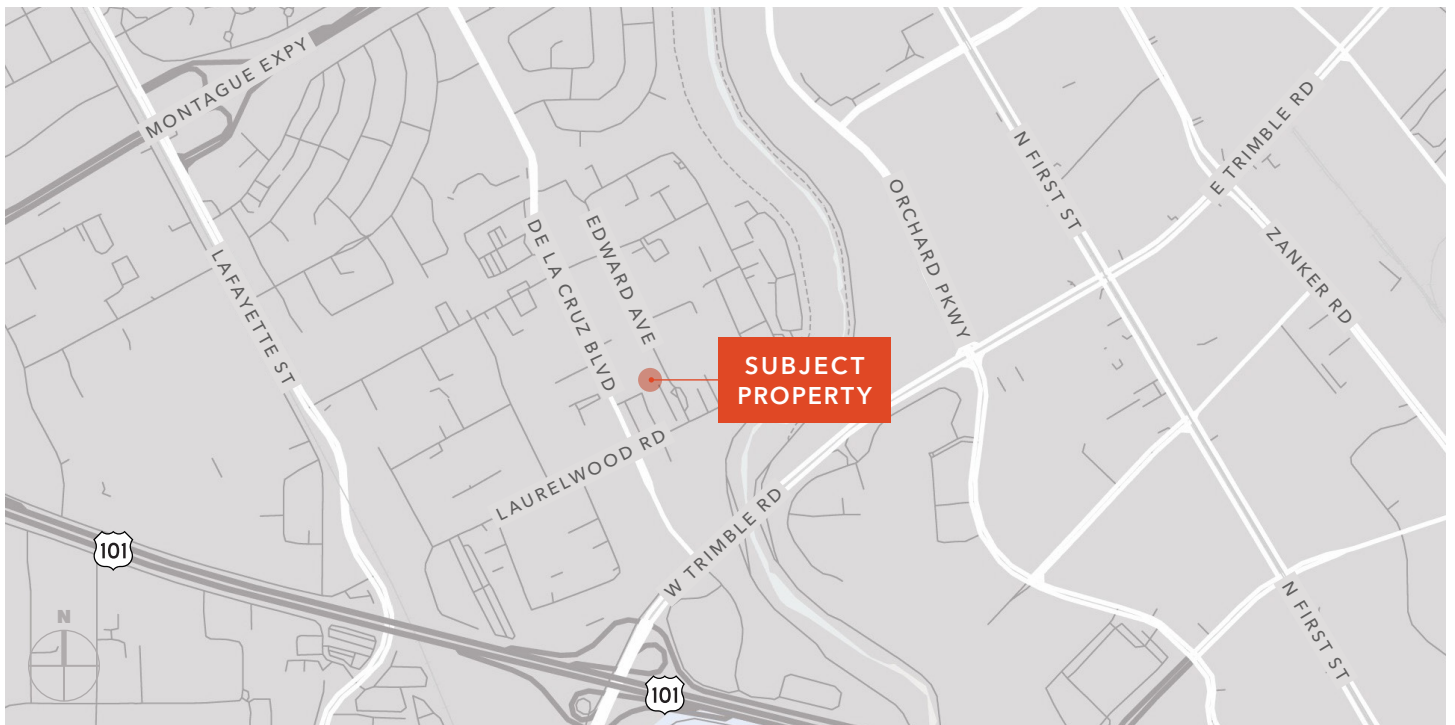 MONTAGUE EXPY
N FIRST ST
E TRIMBLE RD
ORCHARD PKWY
EDWARD AVE
DE LA CRUZ BLVD
ZANKER RD
LAFAYETTE ST
SUBJECT
PROPERTY
LAURELWOOD RD
W TRIMBLE RD
101
N
N FIRST ST
101